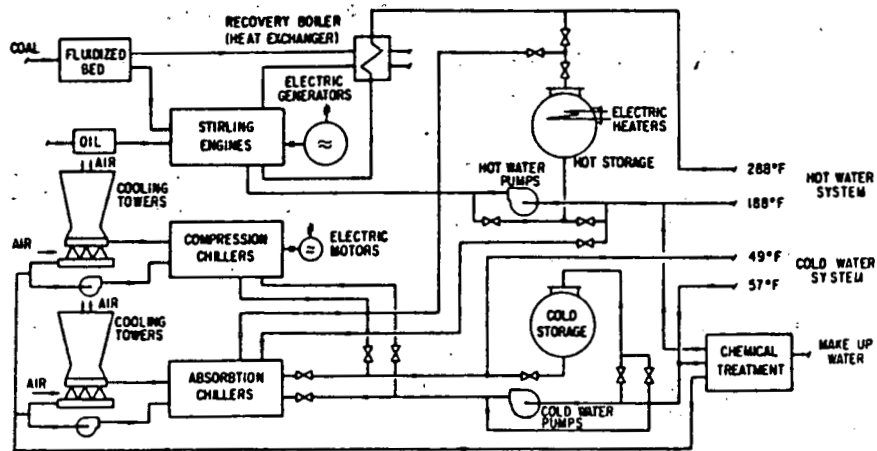 RECOVERY BOILER
(HEAT EXCHANGER)
COAL
FLUIDIZED
BED
ELECTRIC
GENERATORS
STIRLING
ENGINES
≈
OIL
AIR
COOLING
TOWERS
ELECTRIC
HEATERS
HOT STORAGE
HOT WATER
PUMPS
288°F
188°F
HOT WATER
SYSTEM
AIR
COMPRESSION
CHILLERS
≈
ELECTRIC
MOTORS
49°F
57°F
COLD WATER
SYSTEM
AIR
COOLING
TOWERS
COLD
STORAGE
AIR
ABSORBTION
CHILLERS
COLD WATER
PUMPS
CHEMICAL
TREATMENT
MAKE UP
WATER